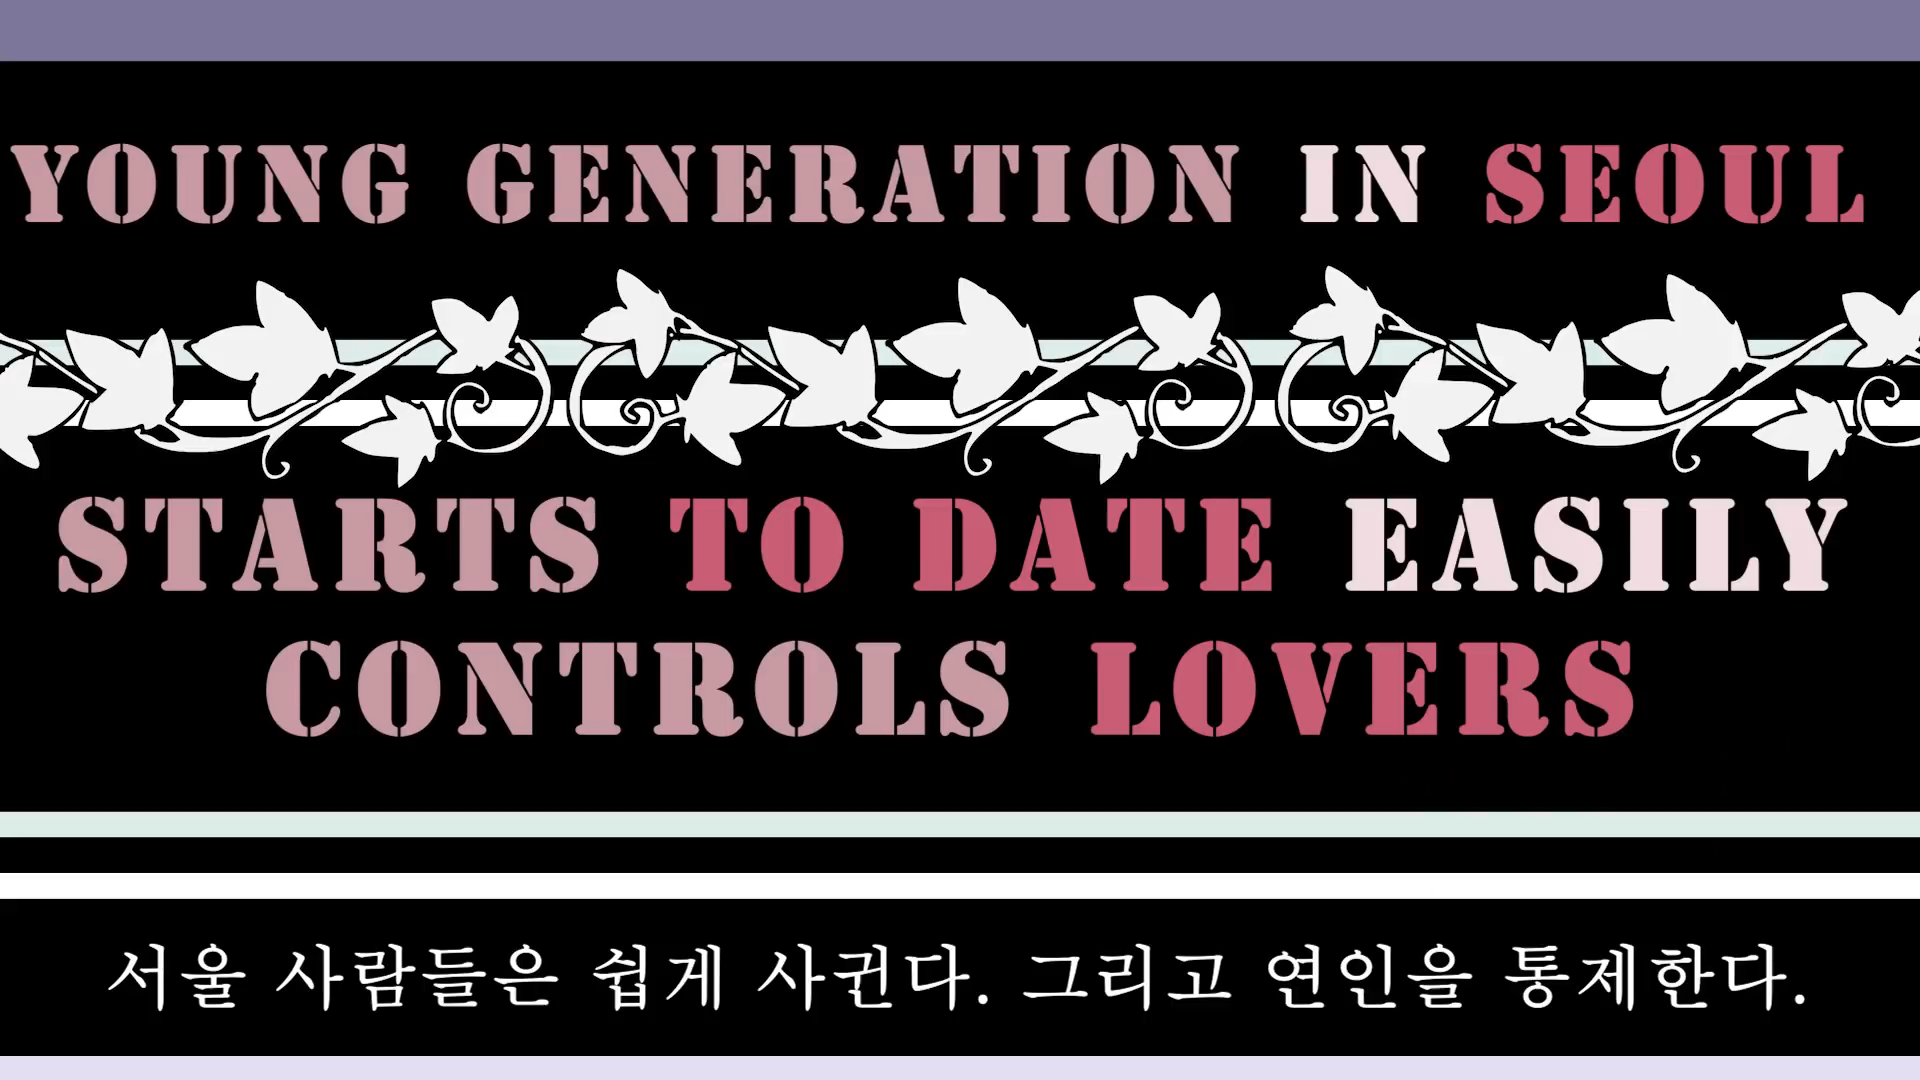 YOUNG GENERATION IN SEOUL
STARTS TO DATE EASILY
CONTROLS LOVERS
서울 사람들은 쉽게 사귄다. 그리고 연인을 통제한다.